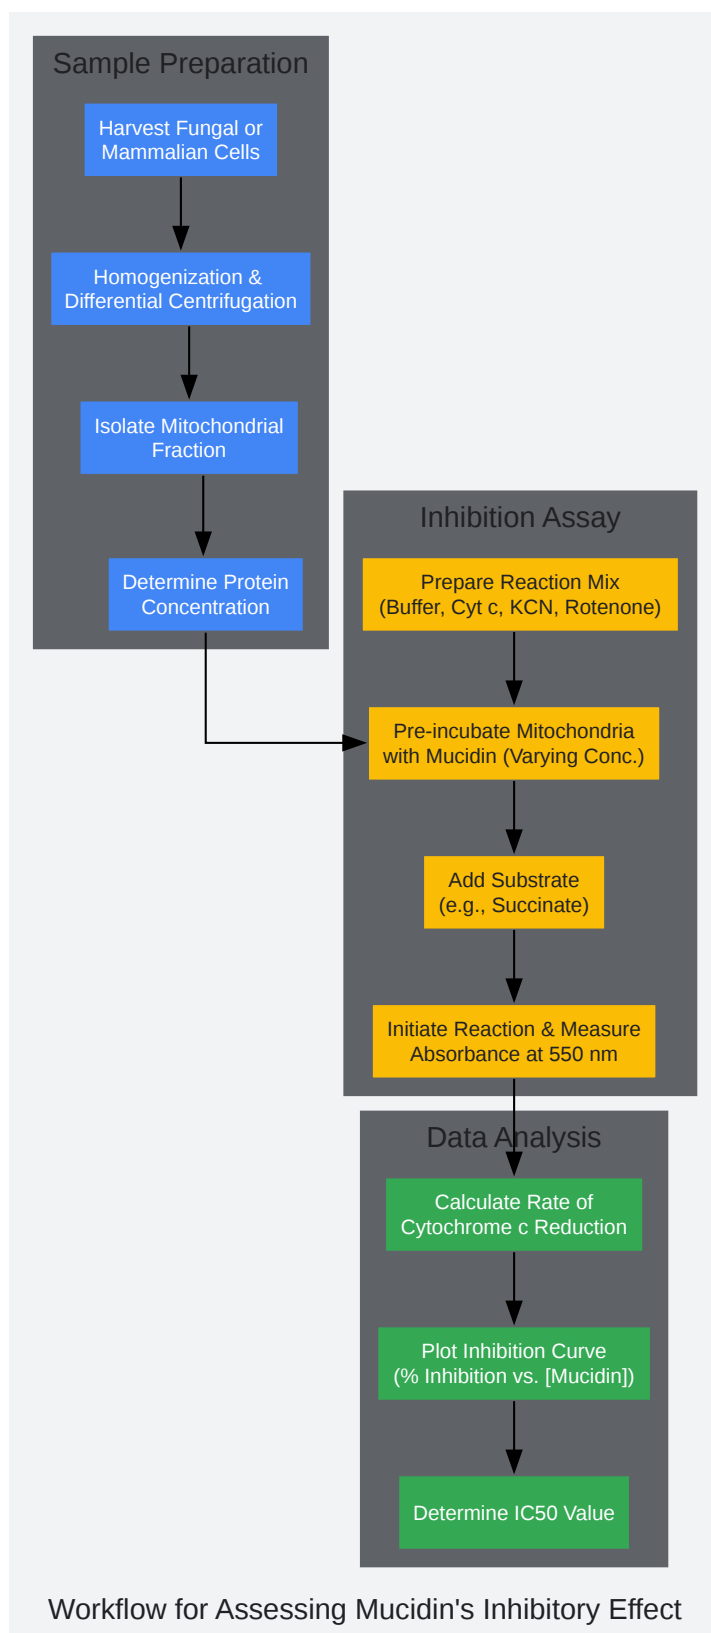 Sample Preparation
Harvest Fungal or
Mammalian Cells
Homogenization &
Differential Centrifugation
Isolate Mitochondrial
Fraction
Determine Protein
Concentration
Inhibition Assay
Prepare Reaction Mix
(Buffer, Cyt c, KCN, Rotenone)
Pre-incubate Mitochondria
with Mucidin (Varying Conc.)
Add Substrate
(e.g., Succinate)
Initiate Reaction & Measure
Absorbance at 550 nm
Data Analysis
Calculate Rate of
Cytochrome c Reduction
Plot Inhibition Curve
(% Inhibition vs. [Mucidin])
Determine IC50 Value
Workflow for Assessing Mucidin's Inhibitory Effect